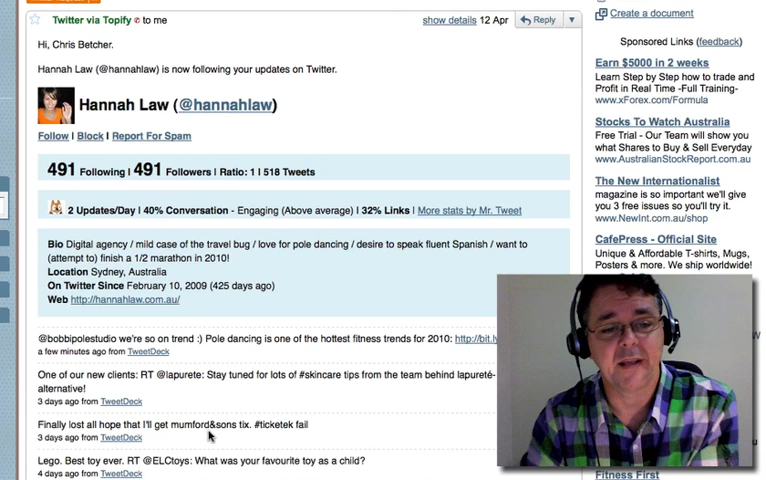 Twitter via Topify to me
show details 12 Apr
Reply
Hi, Chris Betcher.
Hannah Law (@hannahlaw) is now following your updates on Twitter.
Hannah Law (@hannahlaw)
Follow | Block | Report For Spam
491 Following | 491 Followers | Ratio: 1 | 518 Tweets
2 Updates/Day | 40% Conversation - Engaging (Above average) | 32% Links | More stats by Mr. Tweet
Bio Digital agency / mild case of the travel bug / love for pole dancing / desire to speak fluent Spanish / want to
(attempt to) finish a 1/2 marathon in 2010!
Location Sydney, Australia
On Twitter Since February 10, 2009 (425 days ago)
Web http://hannahlaw.com.au/
@bobbipolestudio we're so on trend :) Pole dancing is one of the hottest fitness trends for 2010: http://bit.ly
a few minutes ago from TweetDeck
One of our new clients: RT @lapurete: Stay tuned for lots of #skincare tips from the team behind lapureté-
alternative!
3 days ago from TweetDeck
Finally lost all hope that I'll get mumford&sons tix. #ticketek fail
3 days ago from TweetDeck
Lego. Best toy ever. RT @ELCtoys: What was your favourite toy as a child?
4 days ago from TweetDeck
Create a document
Sponsored Links (feedback)
Earn $5000 in 2 weeks
Learn Step by Step how to trade and
Profit in Real Time -Full Training-
www.xForex.com/Formula
Stocks To Watch Australia
Free Trial - Our Team will show you
what Shares to Buy & Sell Everyday
www.AustralianStockReport.com.au
The New Internationalist
magazine is so important we'll give
you 3 free issues so you'll try it.
www.NewInt.com.au/shop
CafePress - Official Site
Unique & Affordable T-shirts, Mugs,
Posters & more. We ship worldwide!
Fitness First